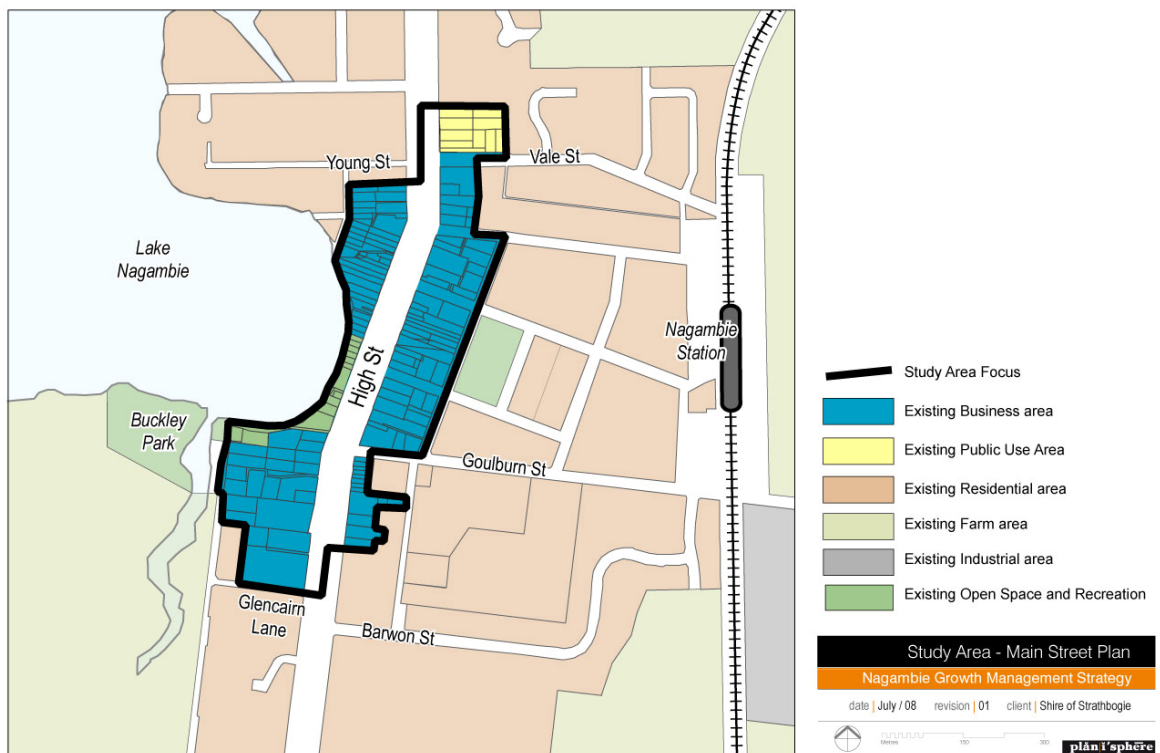 Young St
Vale St
Lake
Nagambie
High St
Nagambie
Station
Buckley
Park
Goulburn St
Glencairn
Lane
Barwon St
Study Area Focus
Existing Business area
Existing Public Use Area
Existing Residential area
Existing Farm area
Existing Industrial area
Existing Open Space and Recreation
Study Area - Main Street Plan
Nagambie Growth Management Strategy
date | July / 08 revision | 01 client | Shire of Strathbogie
Metres 150 300
plan i'sphere